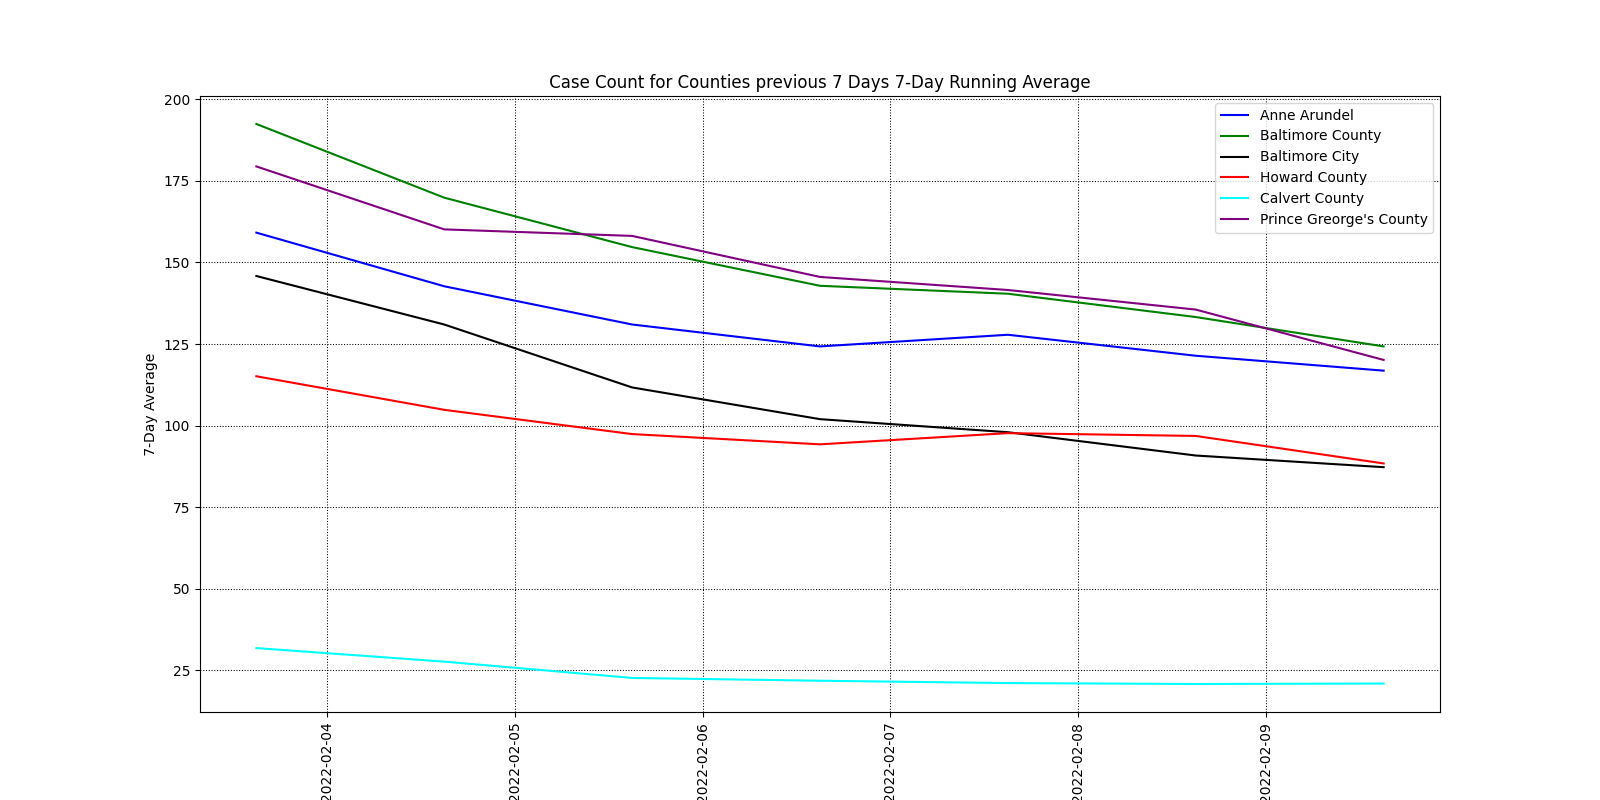 Case Count for Counties previous 7 Days 7-Day Running Average
200
175
150
125
100
75
50
25
7-Day Average
Anne Arundel
Baltimore County
Baltimore City
Howard County
Calvert County
Prince Greorge's County
2022-02-04
2022-02-05
2022-02-06
2022-02-07
2022-02-08
2022-02-09